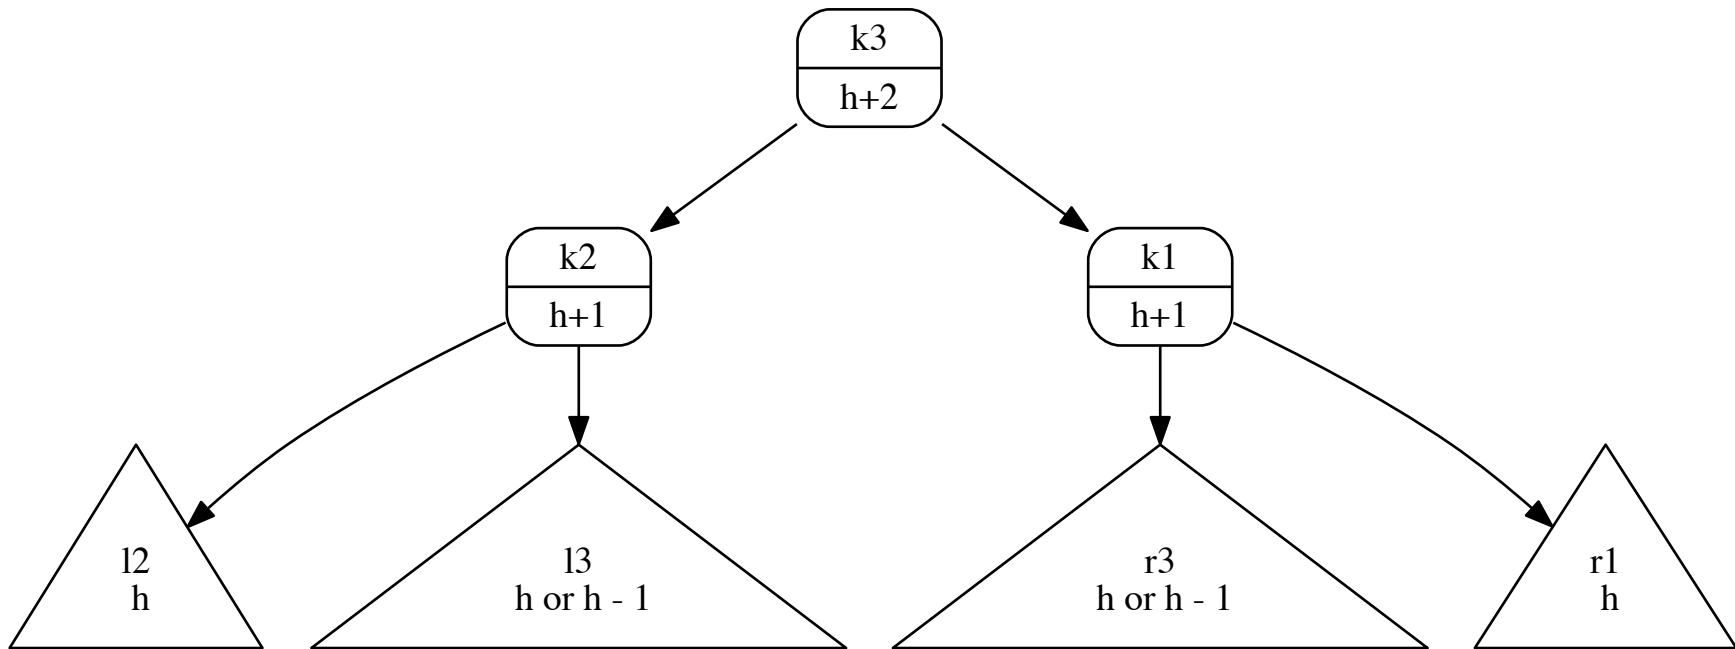 k3
h+2
k2
h+1
k1
h+1
l2
h
l3
h or h - 1
r3
h or h - 1
r1
h